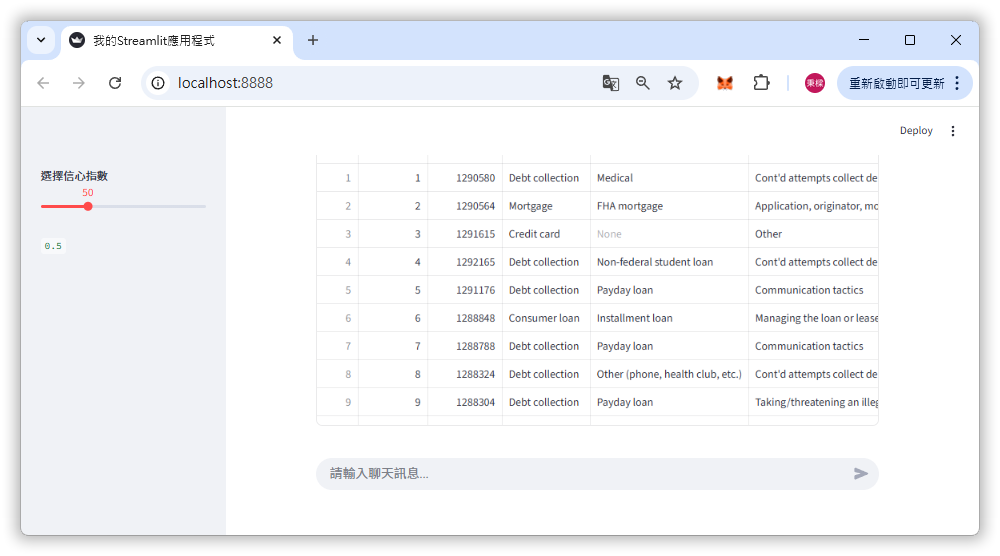 我的Streamlit應用程式
localhost:8888
秉樑
重新啟動即可更新
Deploy
選擇信心指數
50
0.5
1 1 1290580 Debt collection Medical Cont'd attempts collect de
2 2 1290564 Mortgage FHA mortgage Application, originator, mo
3 3 1291615 Credit card None Other
4 4 1292165 Debt collection Non-federal student loan Cont'd attempts collect de
5 5 1291176 Debt collection Payday loan Communication tactics
6 6 1288848 Consumer loan Installment loan Managing the loan or lease
7 7 1288788 Debt collection Payday loan Communication tactics
8 8 1288324 Debt collection Other (phone, health club, etc.) Cont'd attempts collect de
9 9 1288304 Debt collection Payday loan Taking/threatening an illeg
請輸入聊天訊息...